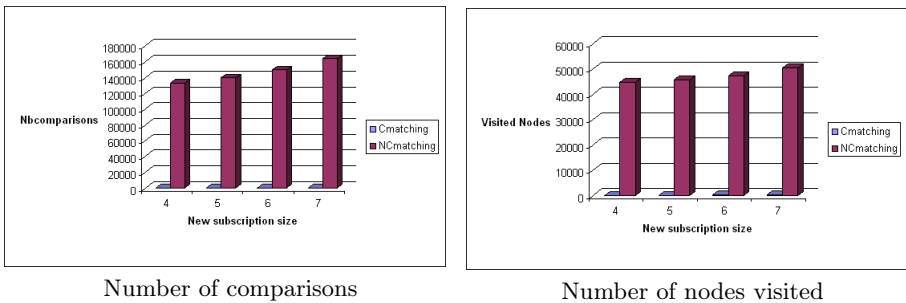 180000
160000
140000
120000
100000
80000
60000
40000
20000
0
Nbcomparisons
4 5 6 7
New subscription size
Cmatching
NCmatching
Number of comparisons
60000
50000
40000
30000
20000
10000
0
Visited Nodes
4 5 6 7
New subscription size
Cmatching
NCmatching
Number of nodes visited